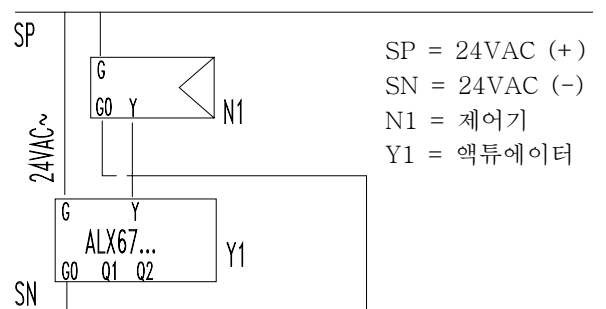 SP
G
G0 Y
N1
24VAC~
G Y
ALX67...
G0 Q1 Q2
Y1
SN
SP = 24VAC (+)
SN = 24VAC (-)
N1 = 제어기
Y1 = 액튜에이터